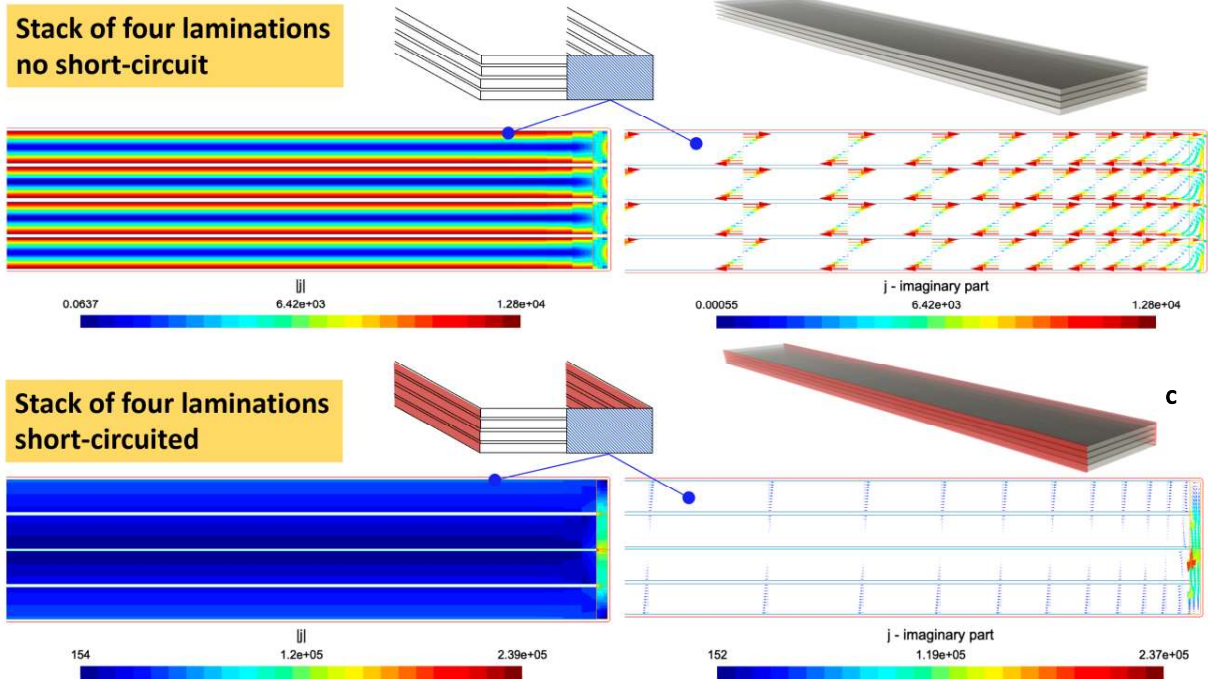 Stack of four laminations
no short-circuit
|j|
0.0637 6.42e+03 1.28e+04
j - imaginary part
0.00055 6.42e+03 1.28e+04
Stack of four laminations
short-circuited
c
|j|
154 1.2e+05 2.39e+05
j - imaginary part
152 1.19e+05 2.37e+05